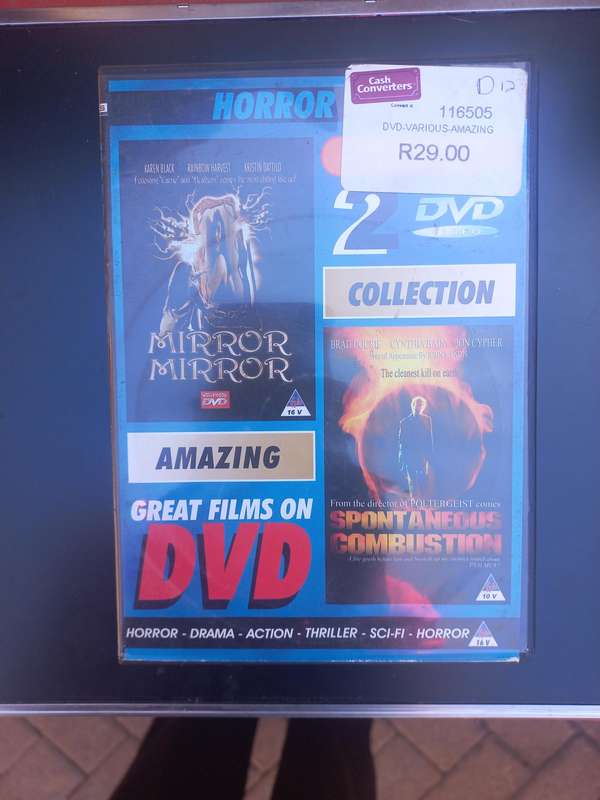 Cash
Converters
D 12
116505
DVD-VARIOUS-AMAZING
R29.00
HORROR
KAREN BLACK RAINBOW HARVEST KRISTIN DATTILO
MIRROR
MIRROR
DVD
16 V
2 DVD
COLLECTION
CYNTHIA BAIN JON CYPHER
The cleanest kill on earth
From the director of POLTERGEIST comes
SPONTANEOUS
COMBUSTION
10 V
AMAZING
GREAT FILMS ON
DVD
HORROR - DRAMA - ACTION - THRILLER - SCI-FI - HORROR
16 V